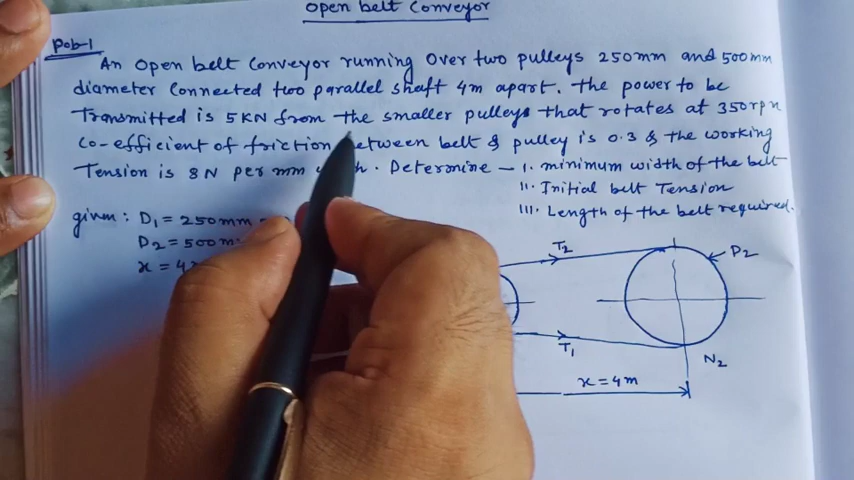 Open belt Conveyor
Pob-1
An Open belt Conveyor running Over two pulleys 250mm and 500mm
diameter Connected two parallel shaft 4m apart. The power to be
Transmitted is 5KN from the smaller pulleys that rotates at 350rpm
Co-efficient of friction between belt & pulley is 0.3 & the working
Tension is 8N per mm . Determine - 1. minimum width of the belt
II. Initial belt Tension
III. Length of the belt required.
given: D1 = 250mm
D2 = 500m
x = 4
T2
D2
T1
N2
x = 4m